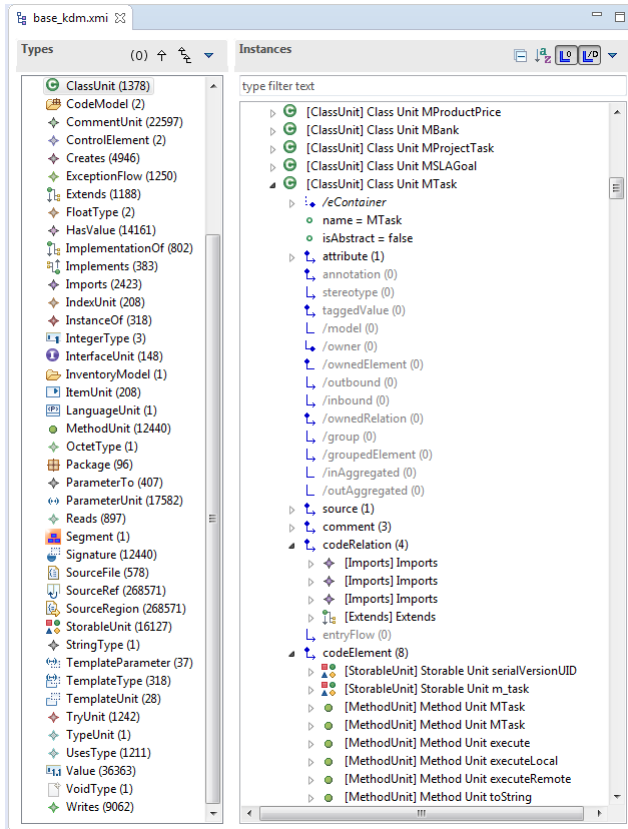 base_kdm.xmi
Types
(0)
ClassUnit (1378)
CodeModel (2)
CommentUnit (22597)
ControlElement (2)
Creates (4946)
ExceptionFlow (1250)
Extends (1188)
FloatType (2)
HasValue (14161)
ImplementationOf (802)
Implements (383)
Imports (2423)
IndexUnit (208)
InstanceOf (318)
IntegerType (3)
InterfaceUnit (148)
InventoryModel (1)
ItemUnit (208)
LanguageUnit (1)
MethodUnit (12440)
OctetType (1)
Package (96)
ParameterTo (407)
ParameterUnit (17582)
Reads (897)
Segment (1)
Signature (12440)
SourceFile (578)
SourceRef (268571)
SourceRegion (268571)
StorableUnit (16127)
StringType (1)
TemplateParameter (37)
TemplateType (318)
TemplateUnit (28)
TryUnit (1242)
TypeUnit (1)
UsesType (1211)
Value (36363)
VoidType (1)
Writes (9062)
Instances
type filter text
[ClassUnit] Class Unit MProductPrice
[ClassUnit] Class Unit MBank
[ClassUnit] Class Unit MProjectTask
[ClassUnit] Class Unit MSLAGoal
[ClassUnit] Class Unit MTask
/eContainer
name = MTask
isAbstract = false
attribute (1)
annotation (0)
stereotype (0)
taggedValue (0)
/model (0)
/owner (0)
/ownedElement (0)
/outbound (0)
/inbound (0)
/ownedRelation (0)
/group (0)
/groupedElement (0)
/inAggregated (0)
/outAggregated (0)
source (1)
comment (3)
codeRelation (4)
[Imports] Imports
[Imports] Imports
[Imports] Imports
[Extends] Extends
entryFlow (0)
codeElement (8)
[StorableUnit] Storable Unit serialVersionUID
[StorableUnit] Storable Unit m_task
[MethodUnit] Method Unit MTask
[MethodUnit] Method Unit MTask
[MethodUnit] Method Unit execute
[MethodUnit] Method Unit executeLocal
[MethodUnit] Method Unit executeRemote
[MethodUnit] Method Unit toString